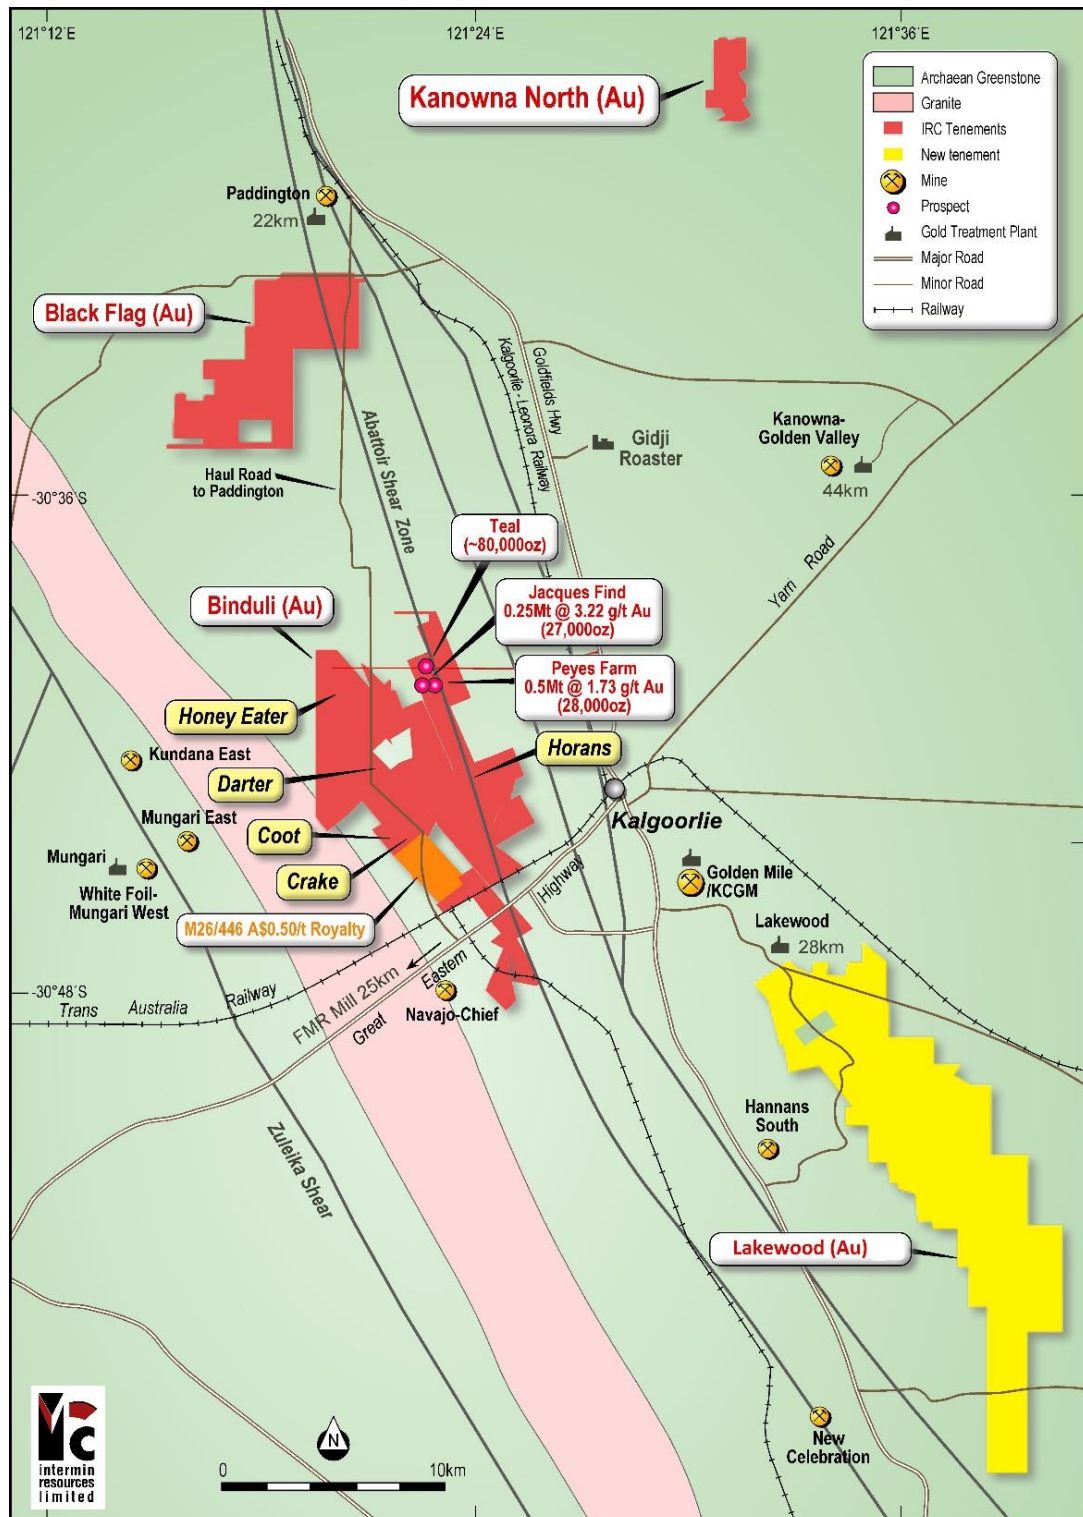 121°12'E
121°24'E
121°36'E
Kanowna North (Au)
Archaean Greenstone
Granite
IRC Tenements
New tenement
Mine
Prospect
Gold Treatment Plant
Major Road
Minor Road
Railway
Paddington
22km
Black Flag (Au)
Goldfields Hwy
Kalgoorlie - Leonora Railway
Abattoir Shear Zone
Gidji
Roaster
Kanowna-
Golden Valley
44km
Haul Road
to Paddington
-30°36'S
Yarri Road
Teal
(~80,000oz)
Jacques Find
0.25Mt @ 3.22 g/t Au
(27,000oz)
Binduli (Au)
Peyes Farm
0.5Mt @ 1.73 g/t Au
(28,000oz)
Honey Eater
Horans
Kundana East
Darter
Kalgoorlie
Mungari East
Coot
Mungari
White Foil-
Mungari West
Crake
Golden Mile
/KCGM
M26/446 A$0.50/t Royalty
Lakewood
28km
-30°48'S
Trans Australia Railway
FMR Mill 25km
Great Eastern Highway
Navajo-Chief
Hannans
South
Zuleika Shear
Lakewood (Au)
New
Celebration
N
0 10km
intermin
resources
limited